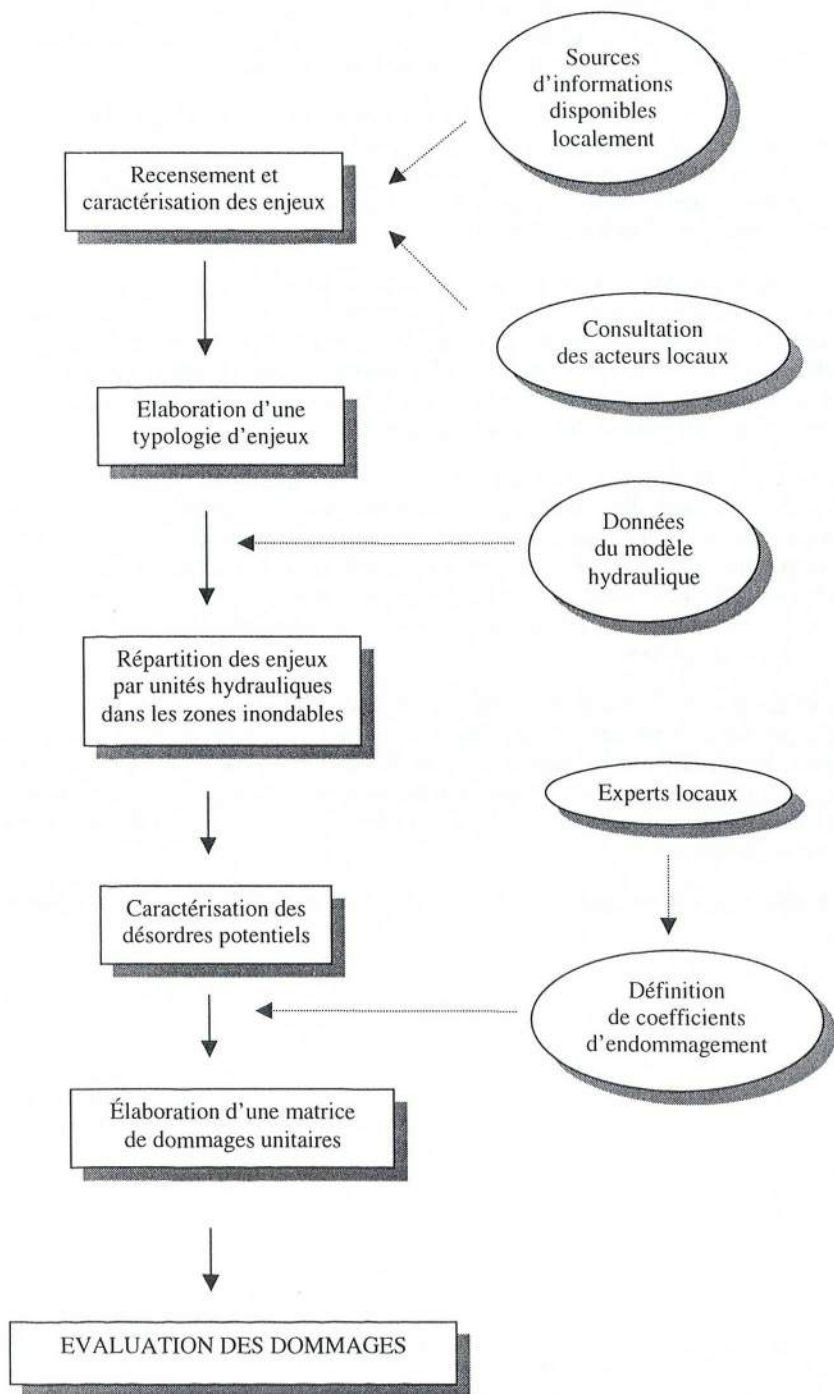 Sources
d'informations
disponibles
localement
Recensement et
caractérisation des enjeux
Consultation
des acteurs locaux
Elaboration d'une
typologie d'enjeux
Données
du modèle
hydraulique
Répartition des enjeux
par unités hydrauliques
dans les zones inondables
Experts locaux
Caractérisation des
désordres potentiels
Définition
de coefficients
d'endommagement
Élaboration d'une matrice
de dommages unitaires
EVALUATION DES DOMMAGES